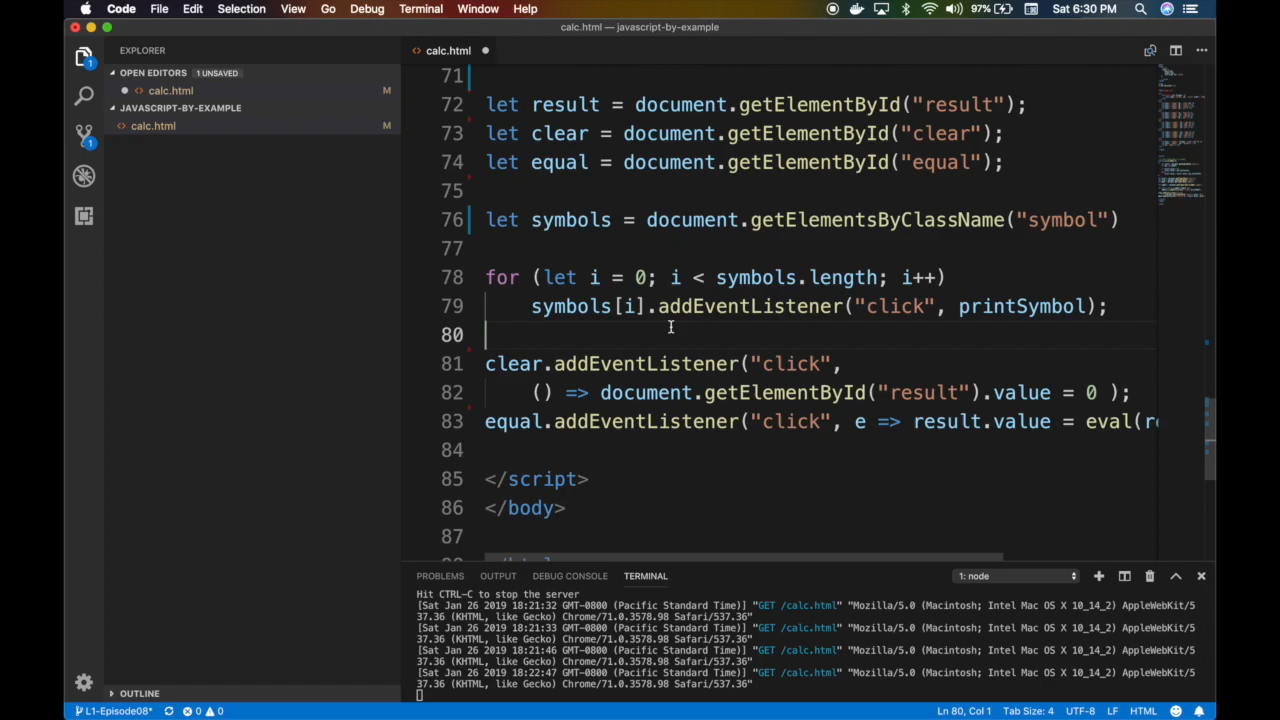 Code File Edit Selection View Go Debug Terminal Window Help 97% Sat 6:30 PM
calc.html — javascript-by-example
EXPLORER
OPEN EDITORS 1 UNSAVED
calc.html M
JAVASCRIPT-BY-EXAMPLE
<> calc.html M
OUTLINE
1
1
<> calc.html
71
72 let result = document.getElementById("result");
73 let clear = document.getElementById("clear");
74 let equal = document.getElementById("equal");
75
76 let symbols = document.getElementsByClassName("symbol")
77
78 for (let i = 0; i < symbols.length; i++)
79 symbols[i].addEventListener("click", printSymbol);
80
81 clear.addEventListener("click",
82 () => document.getElementById("result").value = 0 );
83 equal.addEventListener("click", e => result.value = eval(
84
85 </script>
86 </body>
87
PROBLEMS OUTPUT DEBUG CONSOLE TERMINAL 1: node
Hit CTRL-C to stop the server
[Sat Jan 26 2019 18:21:32 GMT-0800 (Pacific Standard Time)] "GET /calc.html" "Mozilla/5.0 (Macintosh; Intel Mac OS X 10_14_2) AppleWebKit/5
37.36 (KHTML, like Gecko) Chrome/71.0.3578.98 Safari/537.36"
[Sat Jan 26 2019 18:21:33 GMT-0800 (Pacific Standard Time)] "GET /calc.html" "Mozilla/5.0 (Macintosh; Intel Mac OS X 10_14_2) AppleWebKit/5
37.36 (KHTML, like Gecko) Chrome/71.0.3578.98 Safari/537.36"
[Sat Jan 26 2019 18:21:46 GMT-0800 (Pacific Standard Time)] "GET /calc.html" "Mozilla/5.0 (Macintosh; Intel Mac OS X 10_14_2) AppleWebKit/5
37.36 (KHTML, like Gecko) Chrome/71.0.3578.98 Safari/537.36"
[Sat Jan 26 2019 18:22:47 GMT-0800 (Pacific Standard Time)] "GET /calc.html" "Mozilla/5.0 (Macintosh; Intel Mac OS X 10_14_2) AppleWebKit/5
37.36 (KHTML, like Gecko) Chrome/71.0.3578.98 Safari/537.36"
L1-Episode08* 0 0 Ln 80, Col 1 Tab Size: 4 UTF-8 LF HTML